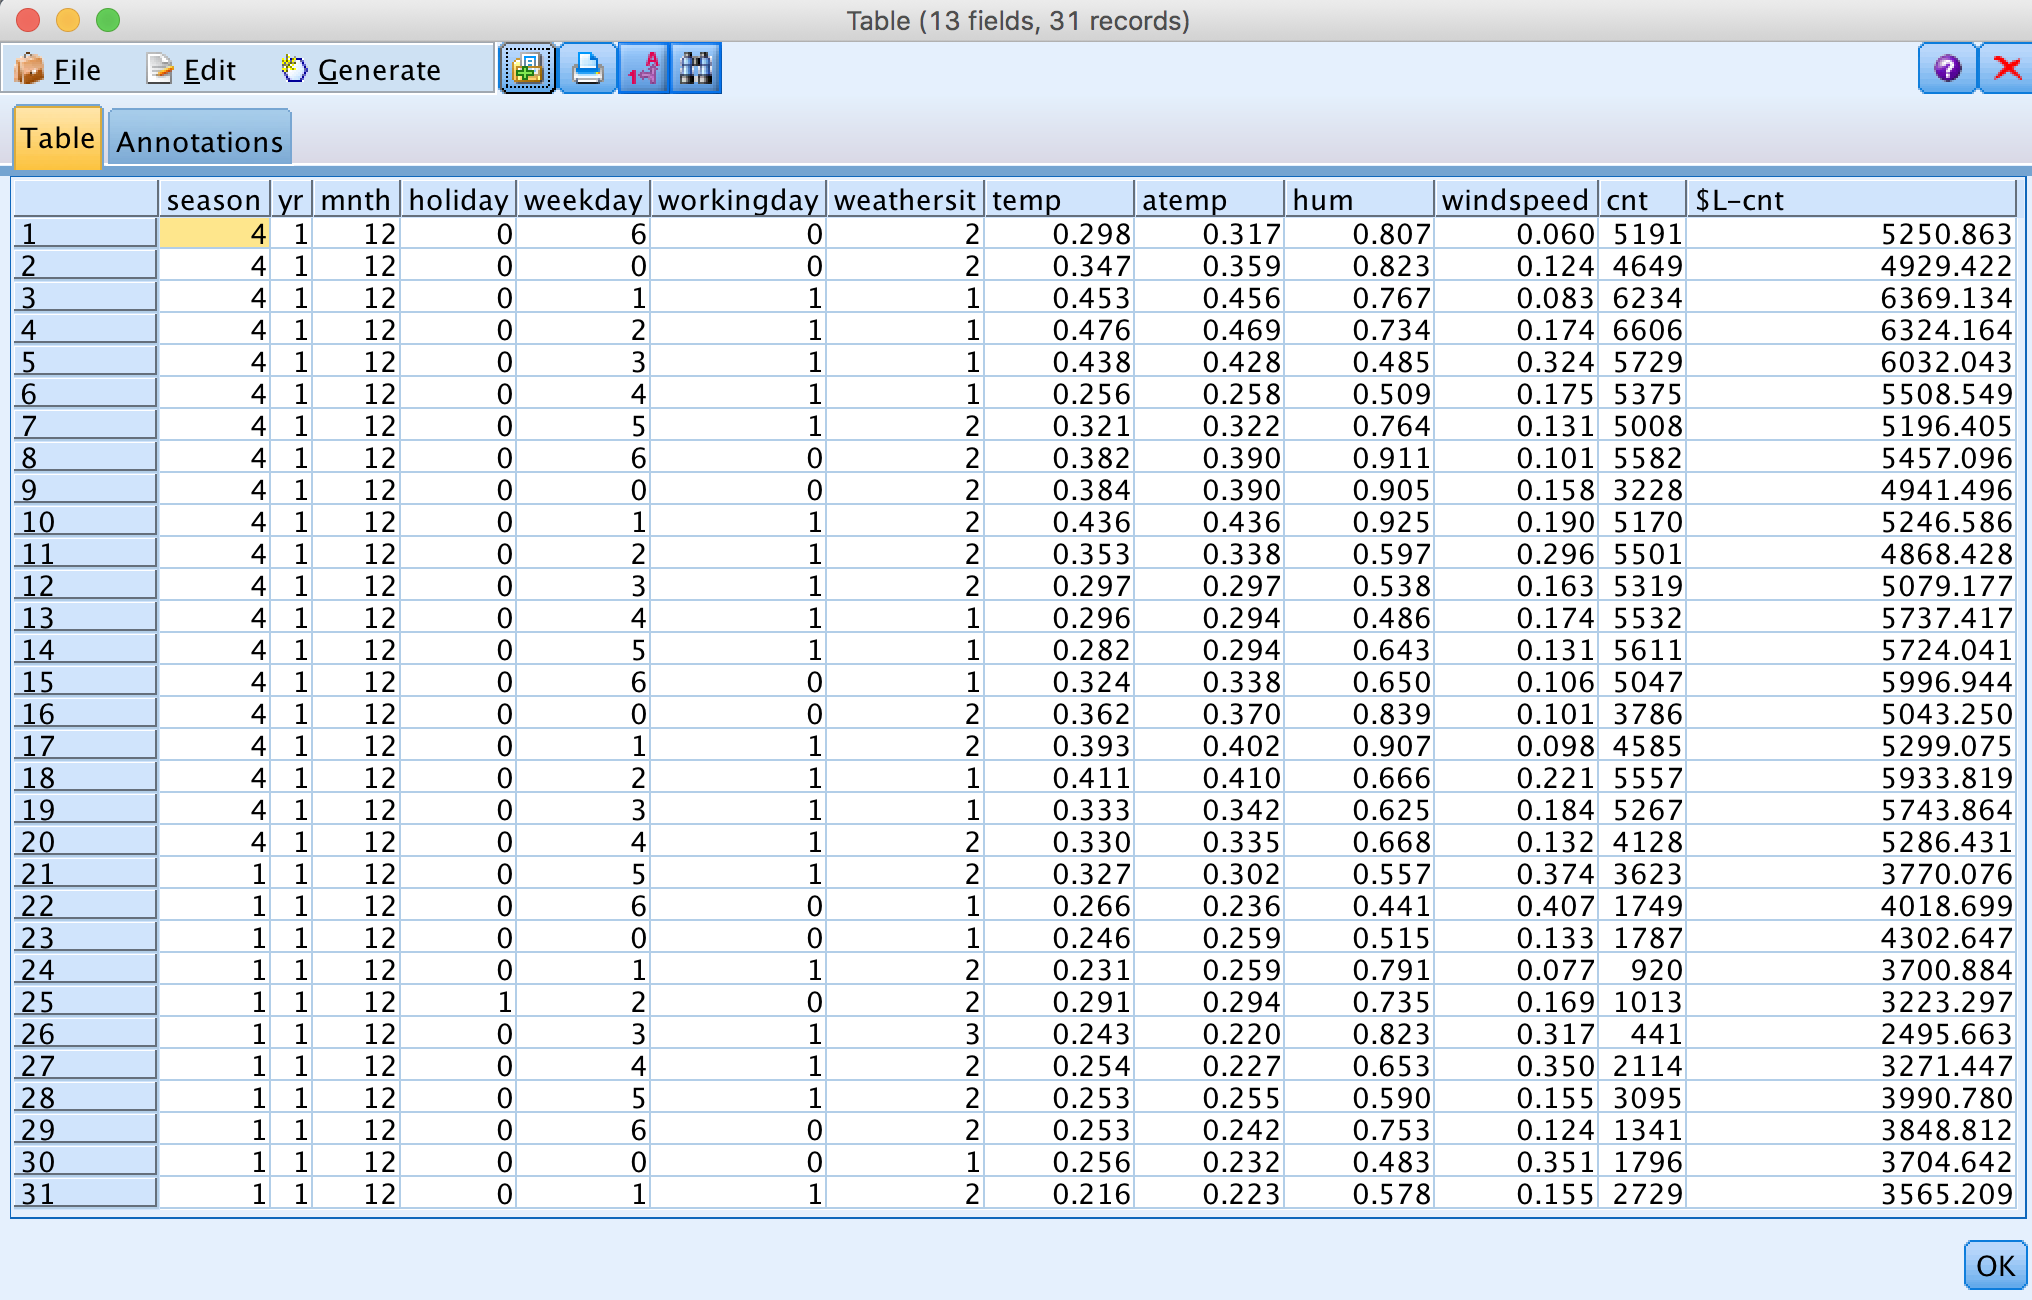 Table (13 fields, 31 records)
File Edit Generate
Table Annotations
season yr mnth holiday weekday workingday weathersit temp atemp hum windspeed cnt $L-cnt
1 4 1 12 0 6 0 2 0.298 0.317 0.807 0.060 5191 5250.863
2 4 1 12 0 0 0 2 0.347 0.359 0.823 0.124 4649 4929.422
3 4 1 12 0 1 1 1 0.453 0.456 0.767 0.083 6234 6369.134
4 4 1 12 0 2 1 1 0.476 0.469 0.734 0.174 6606 6324.164
5 4 1 12 0 3 1 1 0.438 0.428 0.485 0.324 5729 6032.043
6 4 1 12 0 4 1 1 0.256 0.258 0.509 0.175 5375 5508.549
7 4 1 12 0 5 1 2 0.321 0.322 0.764 0.131 5008 5196.405
8 4 1 12 0 6 0 2 0.382 0.390 0.911 0.101 5582 5457.096
9 4 1 12 0 0 0 2 0.384 0.390 0.905 0.158 3228 4941.496
10 4 1 12 0 1 1 2 0.436 0.436 0.925 0.190 5170 5246.586
11 4 1 12 0 2 1 2 0.353 0.338 0.597 0.296 5501 4868.428
12 4 1 12 0 3 1 2 0.297 0.297 0.538 0.163 5319 5079.177
13 4 1 12 0 4 1 1 0.296 0.294 0.486 0.174 5532 5737.417
14 4 1 12 0 5 1 1 0.282 0.294 0.643 0.131 5611 5724.041
15 4 1 12 0 6 0 1 0.324 0.338 0.650 0.106 5047 5996.944
16 4 1 12 0 0 0 2 0.362 0.370 0.839 0.101 3786 5043.250
17 4 1 12 0 1 1 2 0.393 0.402 0.907 0.098 4585 5299.075
18 4 1 12 0 2 1 1 0.411 0.410 0.666 0.221 5557 5933.819
19 4 1 12 0 3 1 1 0.333 0.342 0.625 0.184 5267 5743.864
20 4 1 12 0 4 1 2 0.330 0.335 0.668 0.132 4128 5286.431
21 1 1 12 0 5 1 2 0.327 0.302 0.557 0.374 3623 3770.076
22 1 1 12 0 6 0 1 0.266 0.236 0.441 0.407 1749 4018.699
23 1 1 12 0 0 0 1 0.246 0.259 0.515 0.133 1787 4302.647
24 1 1 12 0 1 1 2 0.231 0.259 0.791 0.077 920 3700.884
25 1 1 12 1 2 0 2 0.291 0.294 0.735 0.169 1013 3223.297
26 1 1 12 0 3 1 3 0.243 0.220 0.823 0.317 441 2495.663
27 1 1 12 0 4 1 2 0.254 0.227 0.653 0.350 2114 3271.447
28 1 1 12 0 5 1 2 0.253 0.255 0.590 0.155 3095 3990.780
29 1 1 12 0 6 0 2 0.253 0.242 0.753 0.124 1341 3848.812
30 1 1 12 0 0 0 1 0.256 0.232 0.483 0.351 1796 3704.642
31 1 1 12 0 1 1 2 0.216 0.223 0.578 0.155 2729 3565.209
OK